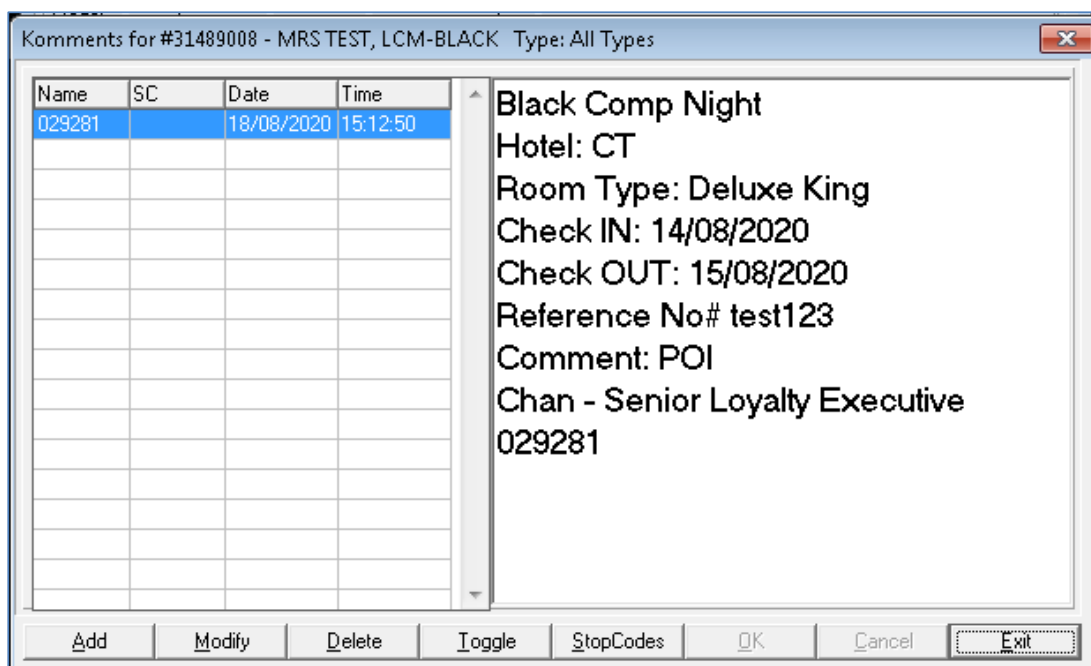 Komments for #31489008 - MRS TEST, LCM-BLACK Type: All Types
Name SC Date Time
029281 18/08/2020 15:12:50
Black Comp Night
Hotel: CT
Room Type: Deluxe King
Check IN: 14/08/2020
Check OUT: 15/08/2020
Reference No# test123
Comment: POI
Chan - Senior Loyalty Executive
029281
Add Modify Delete Toggle StopCodes OK Cancel Exit